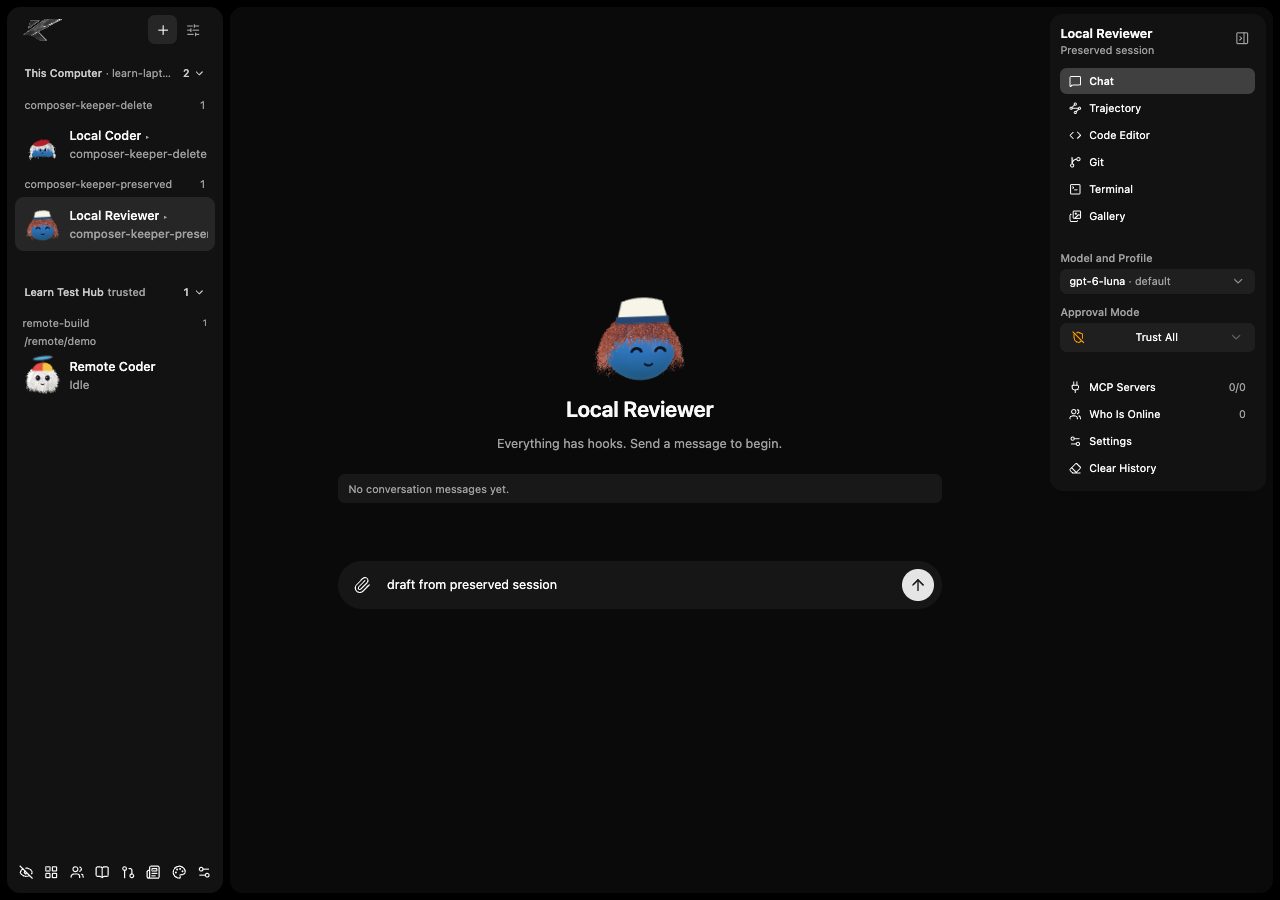 This Computer · learn-lapt... 2
composer-keeper-delete 1
Local Coder
composer-keeper-delete
composer-keeper-preserved 1
Local Reviewer
composer-keeper-prese
Learn Test Hub trusted 1
remote-build 1
/remote/demo
Remote Coder
Idle
Local Reviewer
Everything has hooks. Send a message to begin.
No conversation messages yet.
draft from preserved session
Local Reviewer
Preserved session
Chat
Trajectory
Code Editor
Git
Terminal
Gallery
Model and Profile
gpt-6-luna · default
Approval Mode
Trust All
MCP Servers 0/0
Who Is Online 0
Settings
Clear History